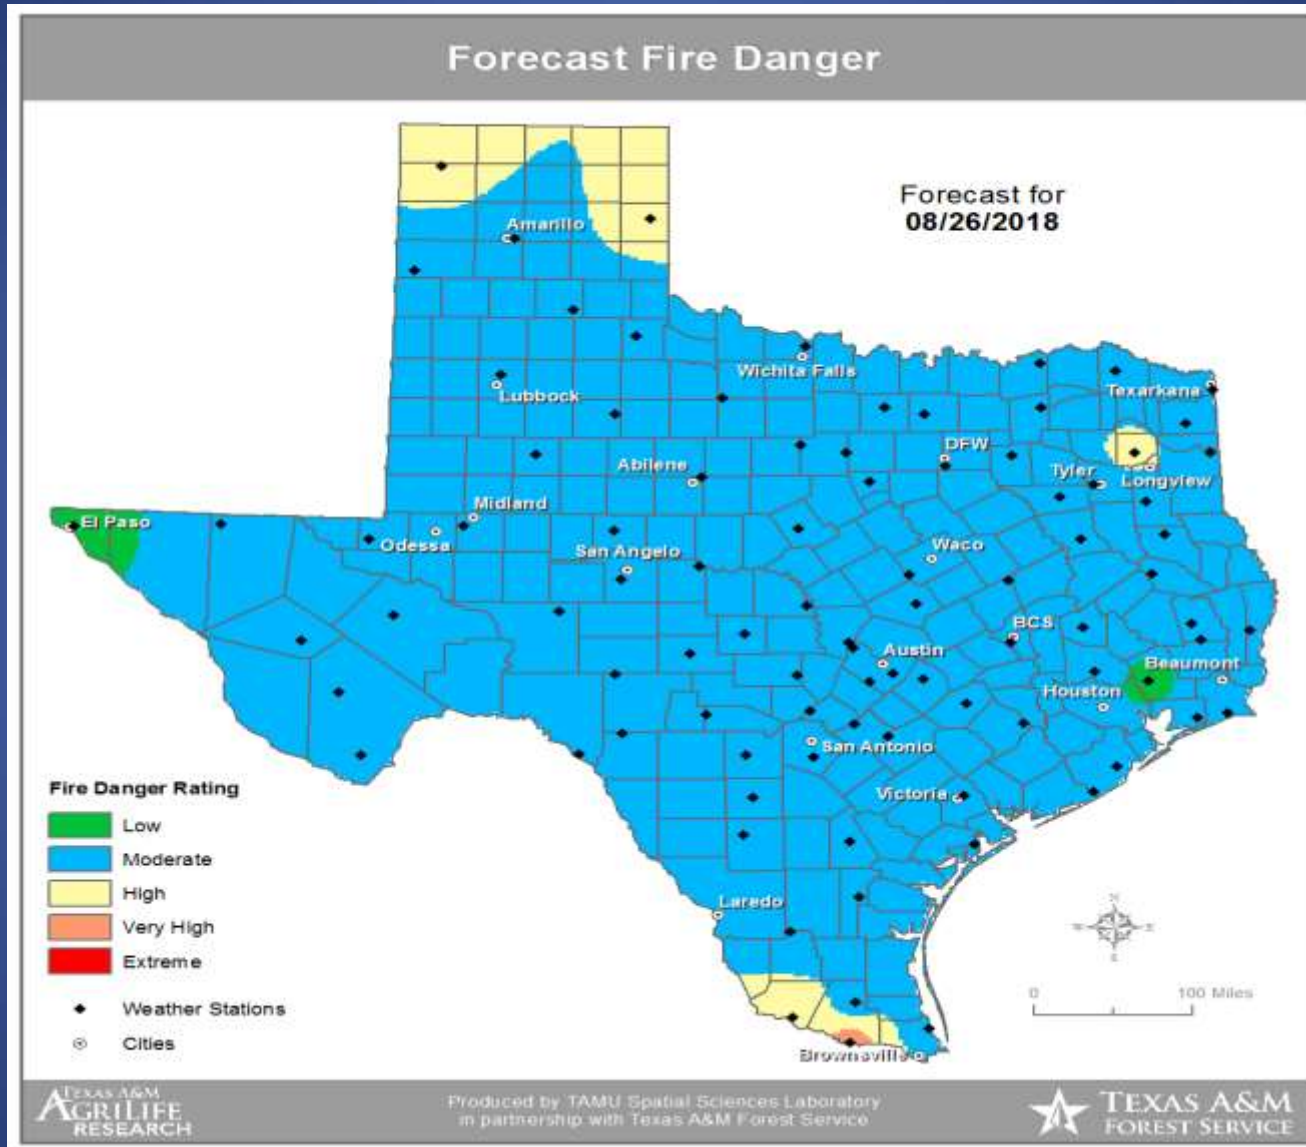 Forecast Fire Danger
Forecast for
08/26/2018
Amarillo
Wichita Falls
Lubbock
Texarkana
DFW
Abilene
Tyler
Longview
Midland
El Paso
Odessa
San Angelo
Waco
BCS
Austin
Beaumont
Houston
San Antonio
Victoria
Laredo
Brownsville
Fire Danger Rating
Low
Moderate
High
Very High
Extreme
Weather Stations
Cities
N
W
E
S
0
100 Miles
TEXAS A&M
AGRILIFE
RESEARCH
Produced by TAMU Spatial Sciences Laboratory
in partnership with Texas A&M Forest Service
TEXAS A&M
FOREST SERVICE